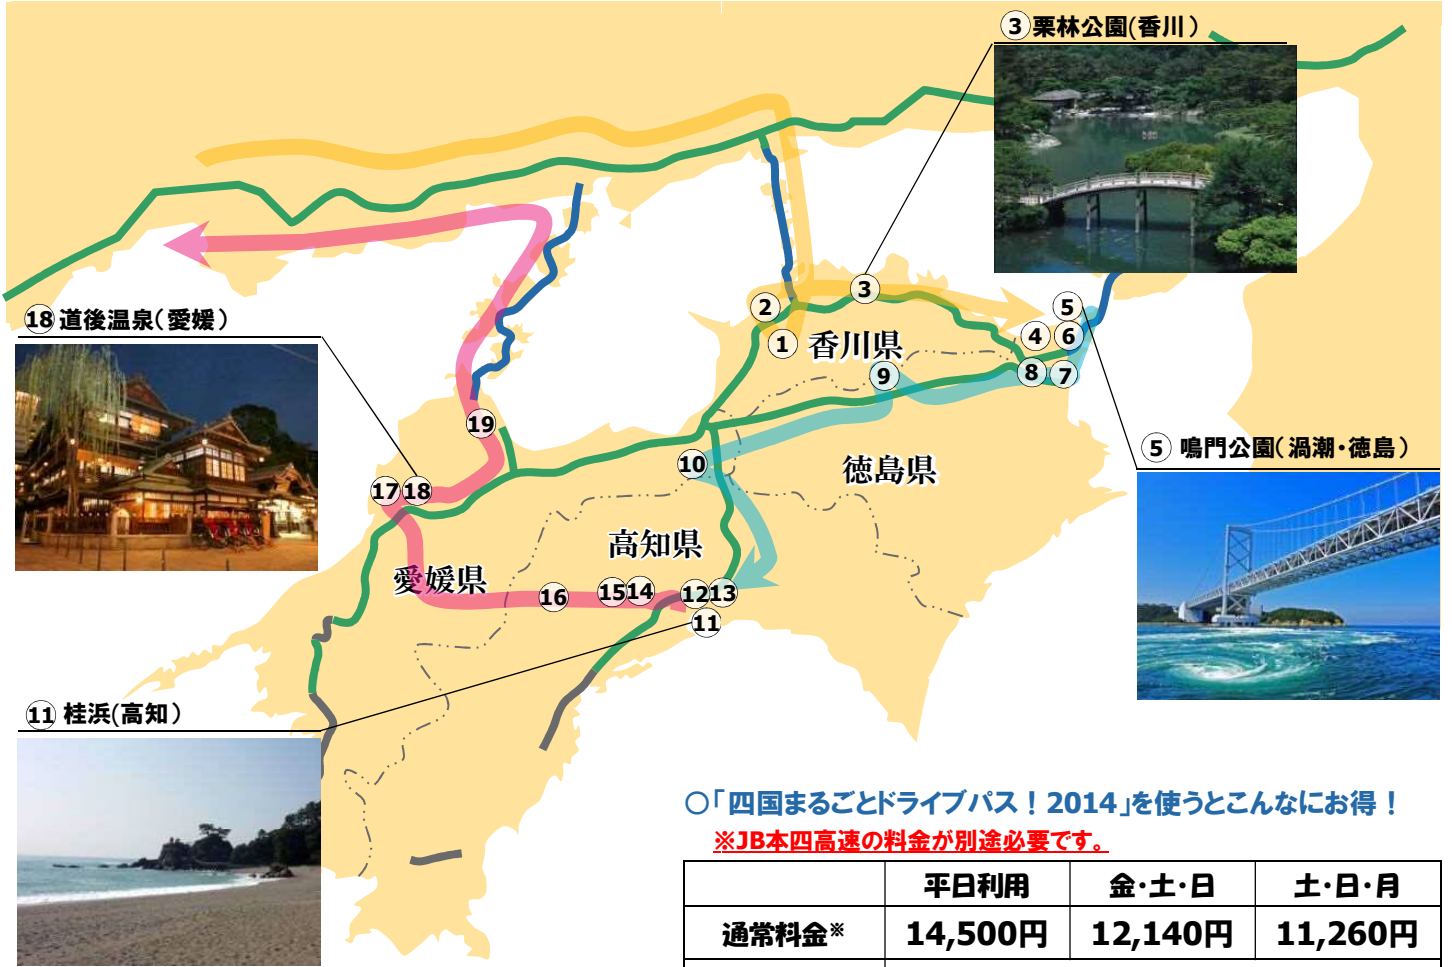 ③栗林公園(香川)
⑱道後温泉(愛媛)
②
③
⑤
①
香川県
④
⑥
⑨
⑧
⑦
⑲
⑤ 鳴門公園(渦潮・徳島)
⑩
徳島県
⑰
⑱
高知県
愛媛県
⑯
⑮
⑭
⑫
⑬
⑪
⑪ 桂浜(高知)
○「四国まるごとドライブパス!2014」を使うとこんなにお得!
※JB本四高速の料金が別途必要です。
平日利用 金・土・日 土・日・月
通常料金※ 14,500円 12,140円 11,260円